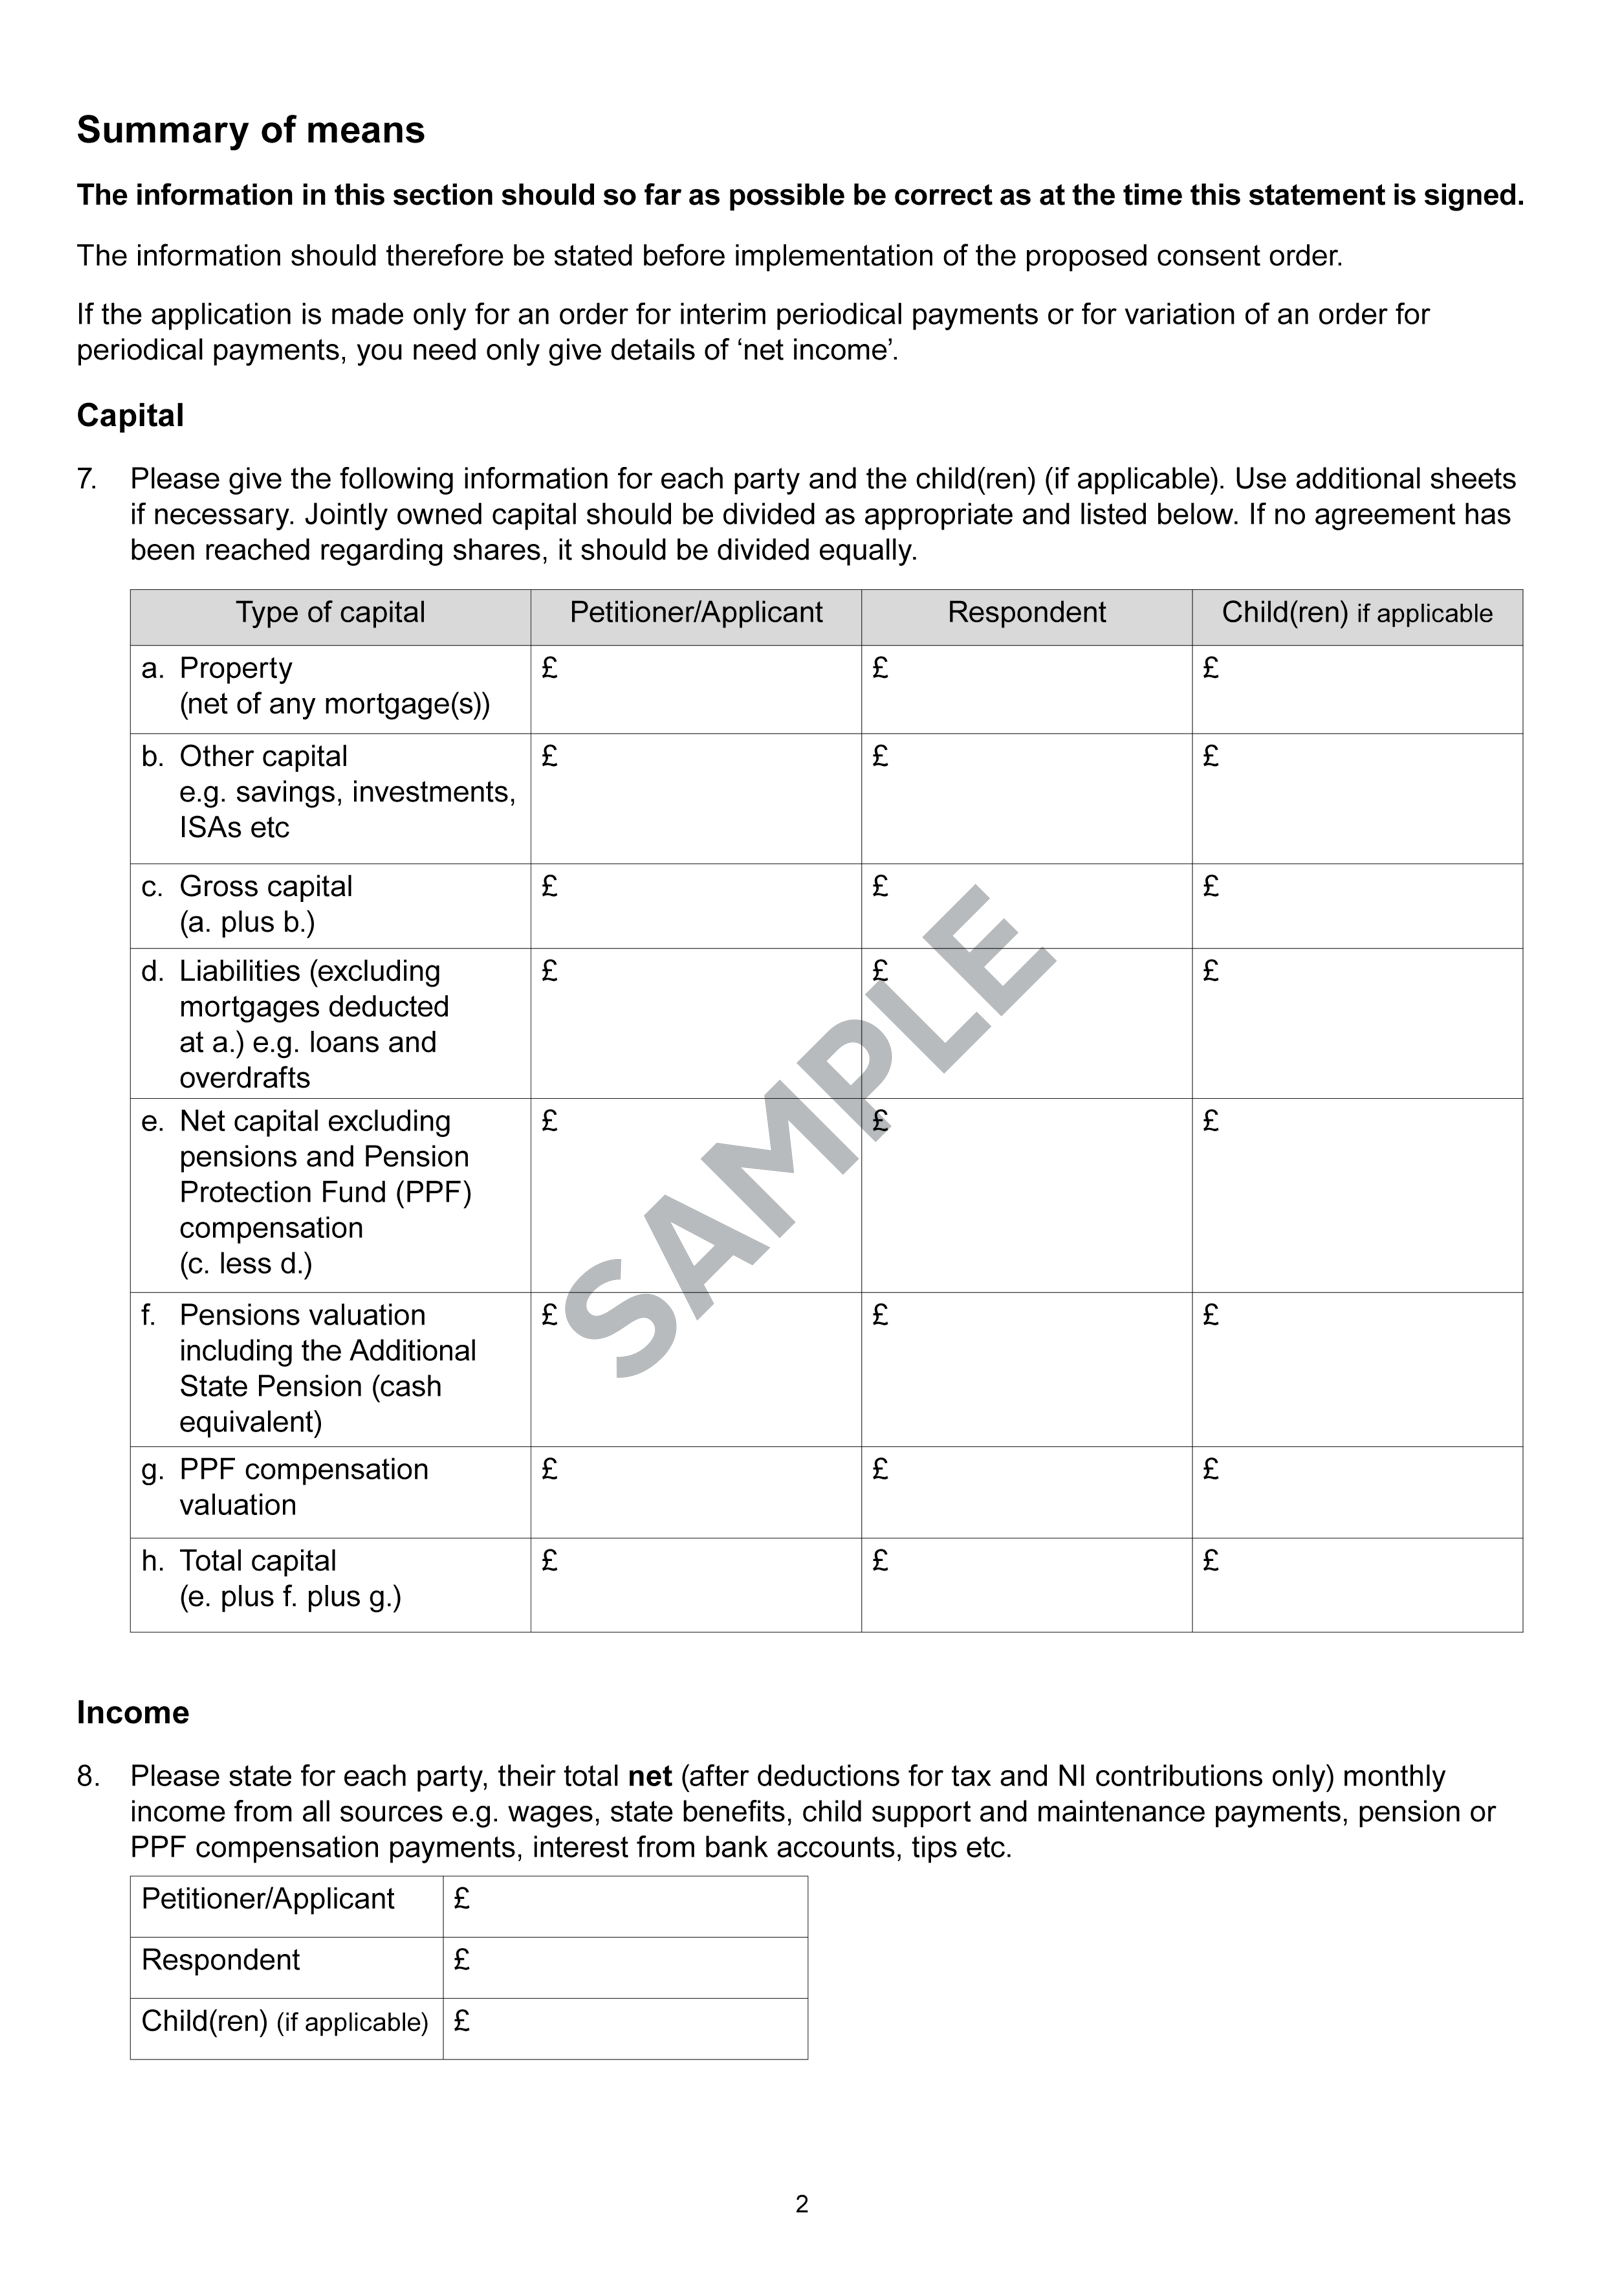 Summary of means
The information in this section should so far as possible be correct as at the time this statement is signed.
The information should therefore be stated before implementation of the proposed consent order.
If the application is made only for an order for interim periodical payments or for variation of an order for
periodical payments, you need only give details of ‘net income’.
Capital
7. Please give the following information for each party and the child(ren) (if applicable). Use additional sheets
if necessary. Jointly owned capital should be divided as appropriate and listed below. If no agreement has
been reached regarding shares, it should be divided equally.
Type of capital Petitioner/Applicant Respondent Child(ren) if applicable
a. Property £ £ £
(net of any mortgage(s))
b. Other capital £ £ £
e.g. savings, investments,
ISAs etc
c. Gross capital £ £ £
(a. plus b.)
d. Liabilities (excluding £ £ £
mortgages deducted
at a.) e.g. loans and
overdrafts
e. Net capital excluding £ £ £
pensions and Pension
Protection Fund (PPF)
compensation
(c. less d.)
f. Pensions valuation £ £ £
including the Additional
State Pension (cash
equivalent)
g. PPF compensation £ £ £
valuation
h. Total capital £ £ £
(e. plus f. plus g.)
SAMPLE
Income
8. Please state for each party, their total net (after deductions for tax and NI contributions only) monthly
income from all sources e.g. wages, state benefits, child support and maintenance payments, pension or
PPF compensation payments, interest from bank accounts, tips etc.
Petitioner/Applicant £
Respondent £
Child(ren) (if applicable) £
2